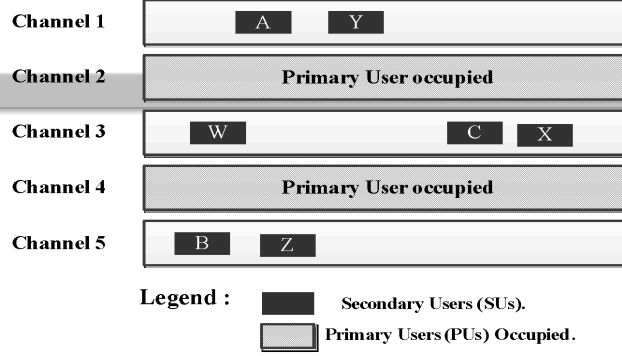 Channel 1 A Y
Channel 2 Primary User occupied
Channel 3 W C X
Channel 4 Primary User occupied
Channel 5 B Z
Legend : Secondary Users (SUs).
Primary Users (PUs) Occupied.